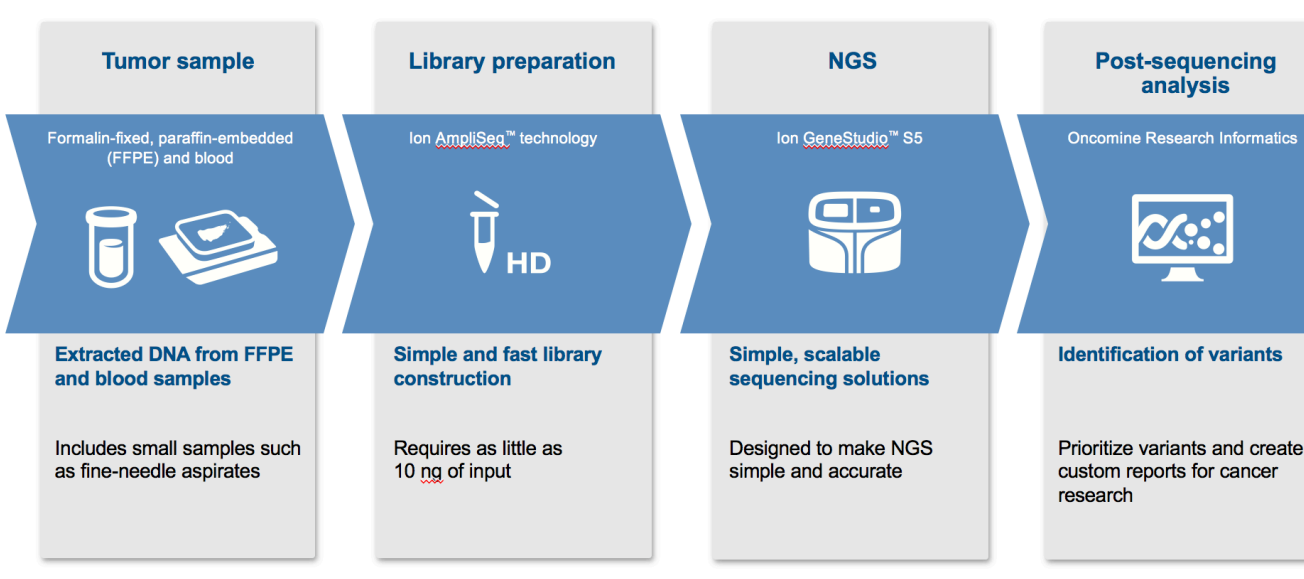 Tumor sample
Formalin-fixed, paraffin-embedded
(FFPE) and blood
Extracted DNA from FFPE
and blood samples
Includes small samples such
as fine-needle aspirates
Library preparation
Ion AmpliSeq™ technology
HD
Simple and fast library
construction
Requires as little as
10 ng of input
NGS
Ion GeneStudio™ S5
Simple, scalable
sequencing solutions
Designed to make NGS
simple and accurate
Post-sequencing
analysis
Oncomine Research Informatics
Identification of variants
Prioritize variants and create
custom reports for cancer
research